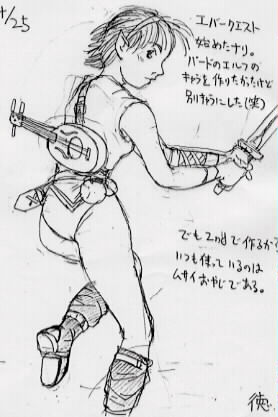 4/25
エバークエスト
始めたナリ。
バードのエルフの
キャラを作りたかったけど
別キャラにした(笑)
でも2ndで作るか?
いつも使っているのは
ムサイおやじである。
徳